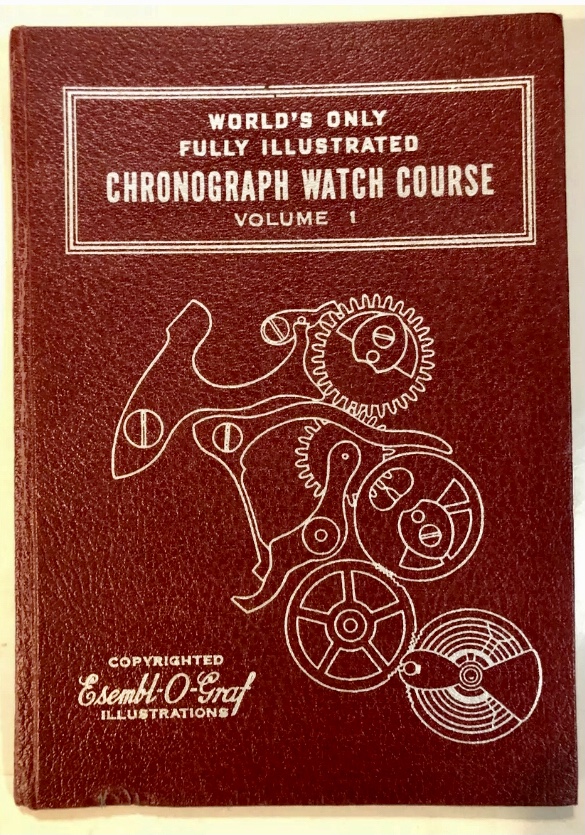 WORLD'S ONLY
FULLY ILLUSTRATED
CHRONOGRAPH WATCH COURSE
VOLUME 1
COPYRIGHTED
Esembl-O-Graf
ILLUSTRATIONS